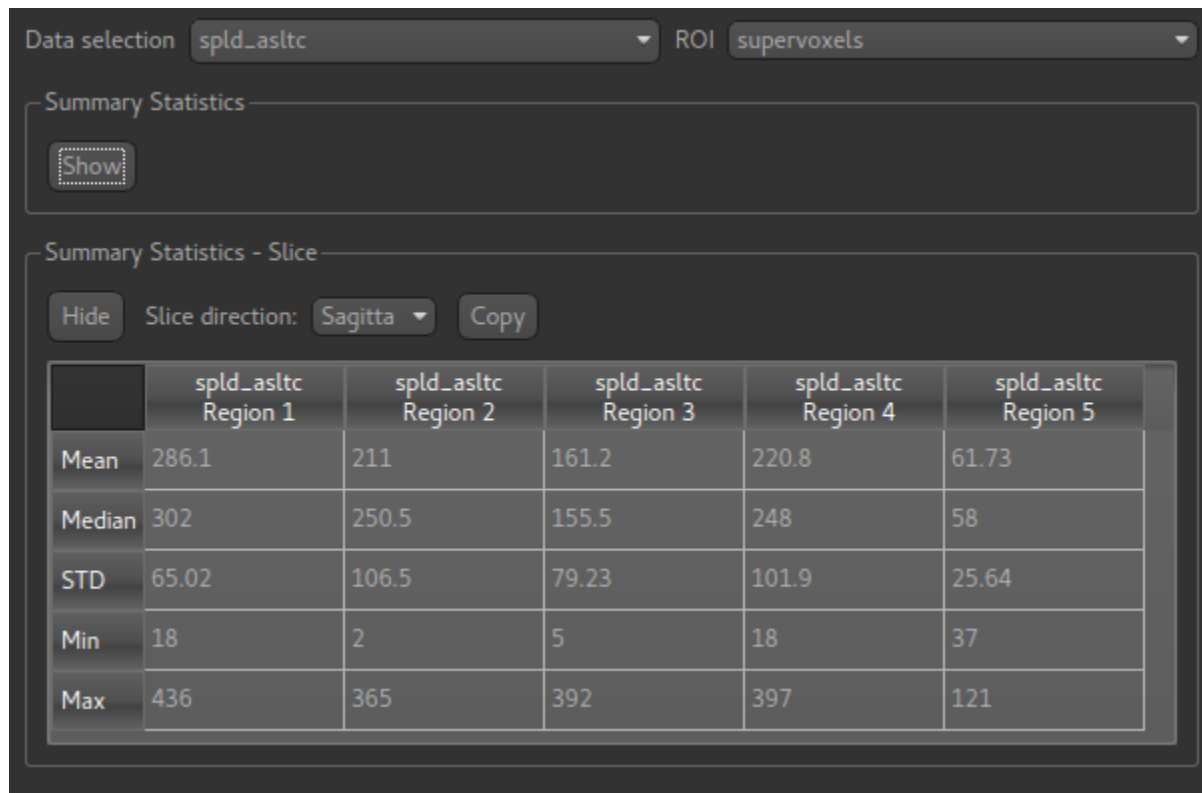 Data selection spld_asltc ROI supervoxels
Summary Statistics
Show
Summary Statistics - Slice
Hide Slice direction: Sagitta Copy
spld_asltc spld_asltc spld_asltc spld_asltc spld_asltc
Region 1 Region 2 Region 3 Region 4 Region 5
Mean 286.1 211 161.2 220.8 61.73
Median 302 250.5 155.5 248 58
STD 65.02 106.5 79.23 101.9 25.64
Min 18 2 5 18 37
Max 436 365 392 397 121